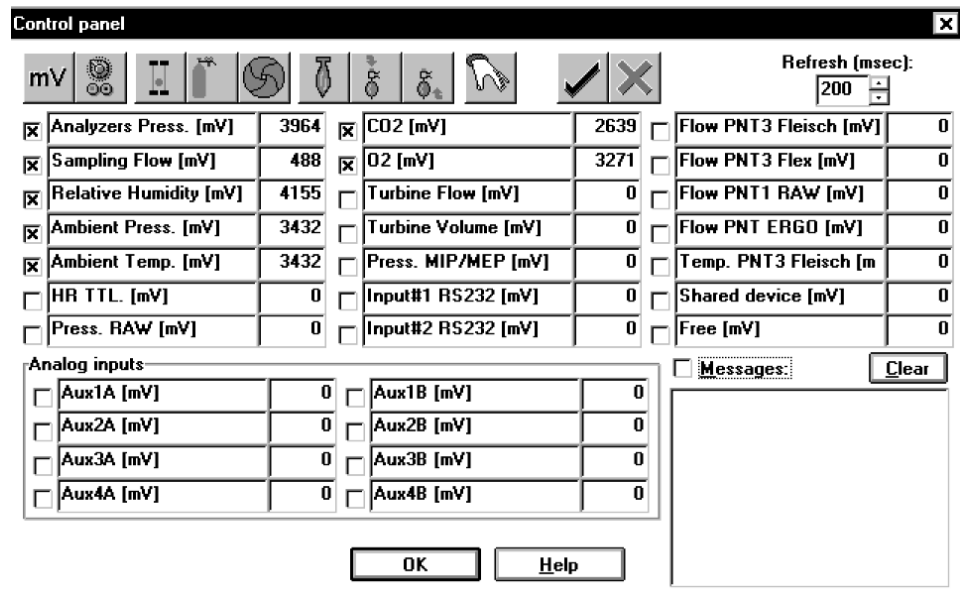 Control panel
mV
Refresh (msec):
200
Analyzers Press. [mV] 3964 CO2 [mV] 2639 Flow PNT3 Fleisch [mV] 0
Sampling Flow [mV] 488 O2 [mV] 3271 Flow PNT3 Flex [mV] 0
Relative Humidity [mV] 4155 Turbine Flow [mV] 0 Flow PNT1 RAW [mV] 0
Ambient Press. [mV] 3432 Turbine Volume [mV] 0 Flow PNT ERGO [mV] 0
Ambient Temp. [mV] 3432 Press. MIP/MEP [mV] 0 Temp. PNT3 Fleisch [m 0
HR TTL. [mV] 0 Input#1 RS232 [mV] 0 Shared device [mV] 0
Press. RAW [mV] 0 Input#2 RS232 [mV] 0 Free [mV] 0
Analog inputs
Aux1A [mV] 0 Aux1B [mV] 0
Aux2A [mV] 0 Aux2B [mV] 0
Aux3A [mV] 0 Aux3B [mV] 0
Aux4A [mV] 0 Aux4B [mV] 0
Messages: Clear
OK Help